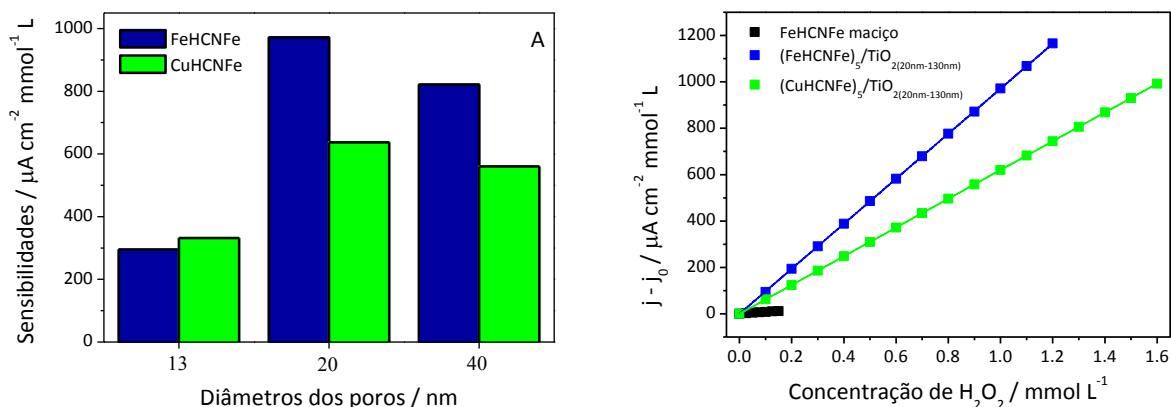 A
FeHCNFe
CuHCNFe
1000
800
600
400
200
0
Sensibilidades / µA cm⁻² mmol⁻¹ L
13 20 40
Diâmetros dos poros / nm
FeHCNFe maciço
(FeHCNFe)₅/TiO₂₍₂₀ₙₘ₋₁₃₀ₙₘ₎
(CuHCNFe)₅/TiO₂₍₂₀ₙₘ₋₁₃₀ₙₘ₎
1200
1000
800
600
400
200
0
j - j₀ / µA cm⁻² mmol⁻¹ L
0.0 0.2 0.4 0.6 0.8 1.0 1.2 1.4 1.6
Concentração de H₂O₂ / mmol L⁻¹